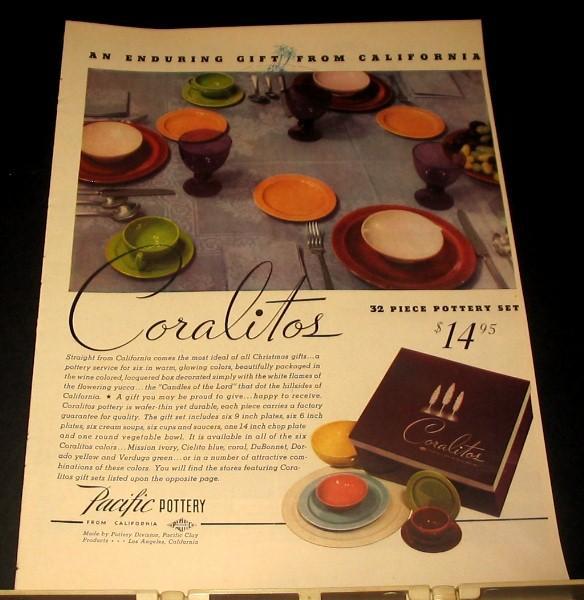 AN ENDURING GIFT FROM CALIFORNIA
Coralitos
32 PIECE POTTERY SET
$14.95
Straight from California comes the most ideal of all Christmas gifts...a
pottery service for six in warm, glowing colors, beautifully packaged in
the wine colored, lacquered box decorated simply with the white flames of
the flowering yucca... the "Candles of the Lord" that dot the hillsides of
California. ★ A gift you may be proud to give...happy to receive.
Coralitos pottery is wafer-thin yet durable, each piece carries a factory
guarantee for quality. The gift set includes six 9 inch plates, six 6 inch
plates, six cream soups, six cups and saucers, one 14 inch chop plate
and one round vegetable bowl. It is available in all of the six
Coralitos colors... Mission ivory, Cielito blue, coral, DuBonnet, Dor-
ado yellow and Verdugo green... or in a number of attractive com-
binations of these colors. You will find the stores featuring Cora-
litos gift sets listed upon the opposite page.
Coralitos
Pacific POTTERY
FROM CALIFORNIA
Made by Pottery Division, Pacific Clay
Products · · · Los Angeles, California